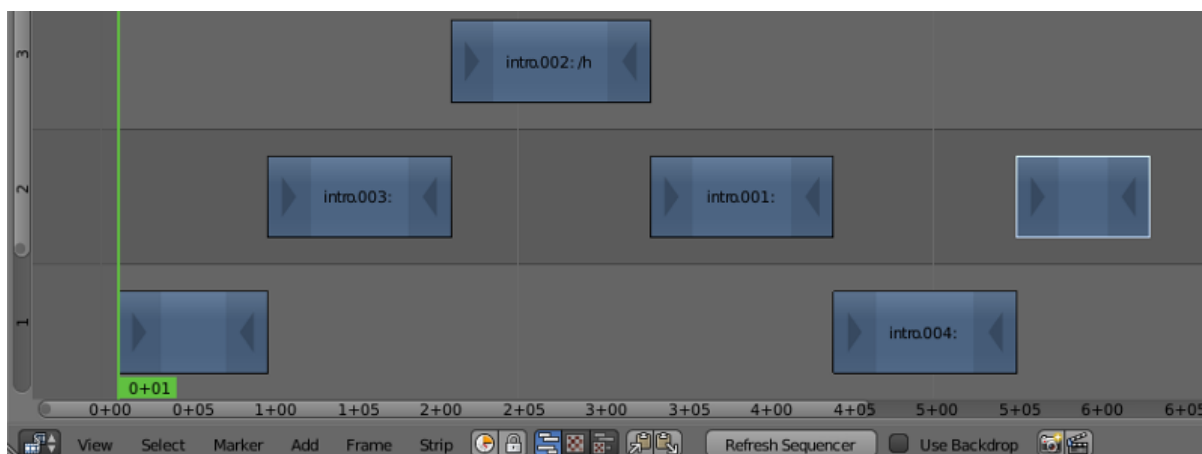 3
intro.002: /h
2
intro.003:
intro.001:
1
intro.004:
0+01
0+00 0+05 1+00 1+05 2+00 2+05 3+00 3+05 4+00 4+05 5+00 5+05 6+00 6+05
View Select Marker Add Frame Strip Refresh Sequencer Use Backdrop